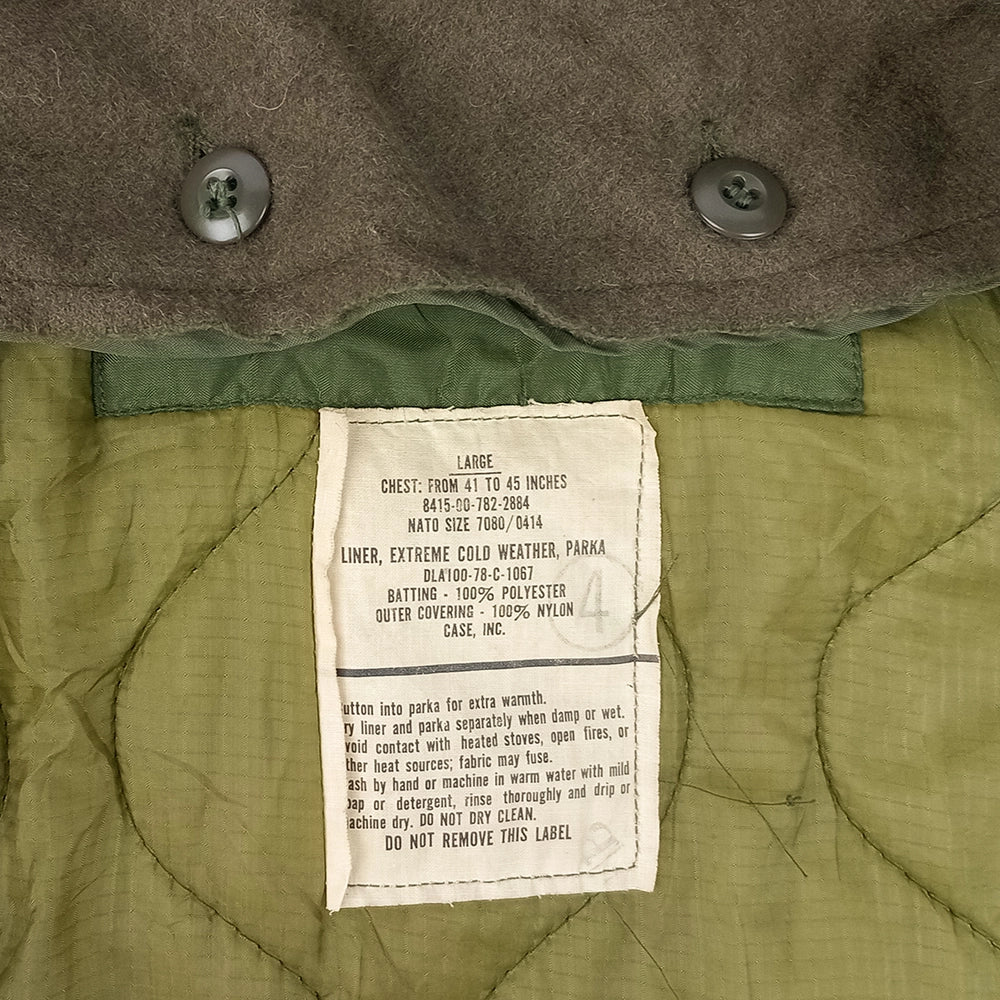 LARGE
CHEST: FROM 41 TO 45 INCHES
8415-00-782-2884
NATO SIZE 7080/0414
LINER, EXTREME COLD WEATHER, PARKA
DLA100-78-C-1067
BATTING - 100% POLYESTER
OUTER COVERING - 100% NYLON
CASE, INC.
4
utton into parka for extra warmth.
ry liner and parka separately when damp or wet.
void contact with heated stoves, open fires, or
ther heat sources; fabric may fuse.
ash by hand or machine in warm water with mild
oap or detergent, rinse thoroughly and drip or
achine dry. DO NOT DRY CLEAN.
DO NOT REMOVE THIS LABEL